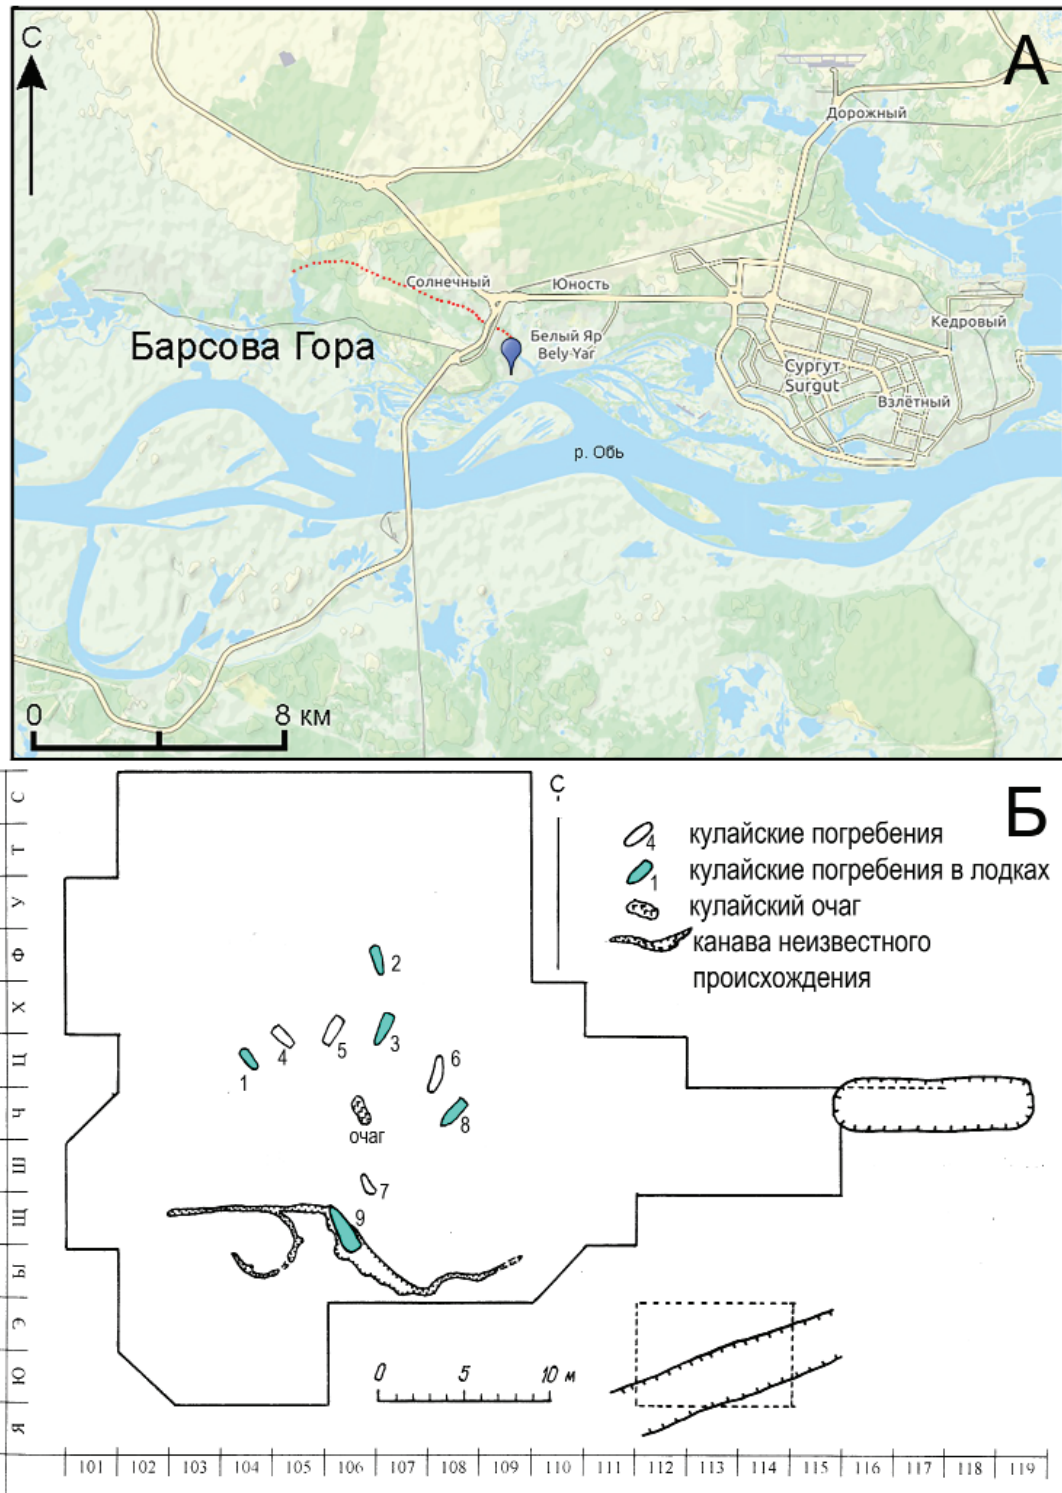 С
А
Дорожный
Солнечный
Юность
Барсова Гора
Белый Яр
Bely Yar
Кедровый
Сургут
Surgut
Взлётный
р. Обь
0 8 км
С
Т
У
Ф
Х
Ц
Ч
Ш
Щ
Ы
Э
Ю
Я
С
Б
4 кулайские погребения
1 кулайские погребения в лодках
кулайский очаг
канава неизвестного
происхождения
2
3
5
4
1
6
8
очаг
7
9
0 5 10 м
101 102 103 104 105 106 107 108 109 110 111 112 113 114 115 116 117 118 119